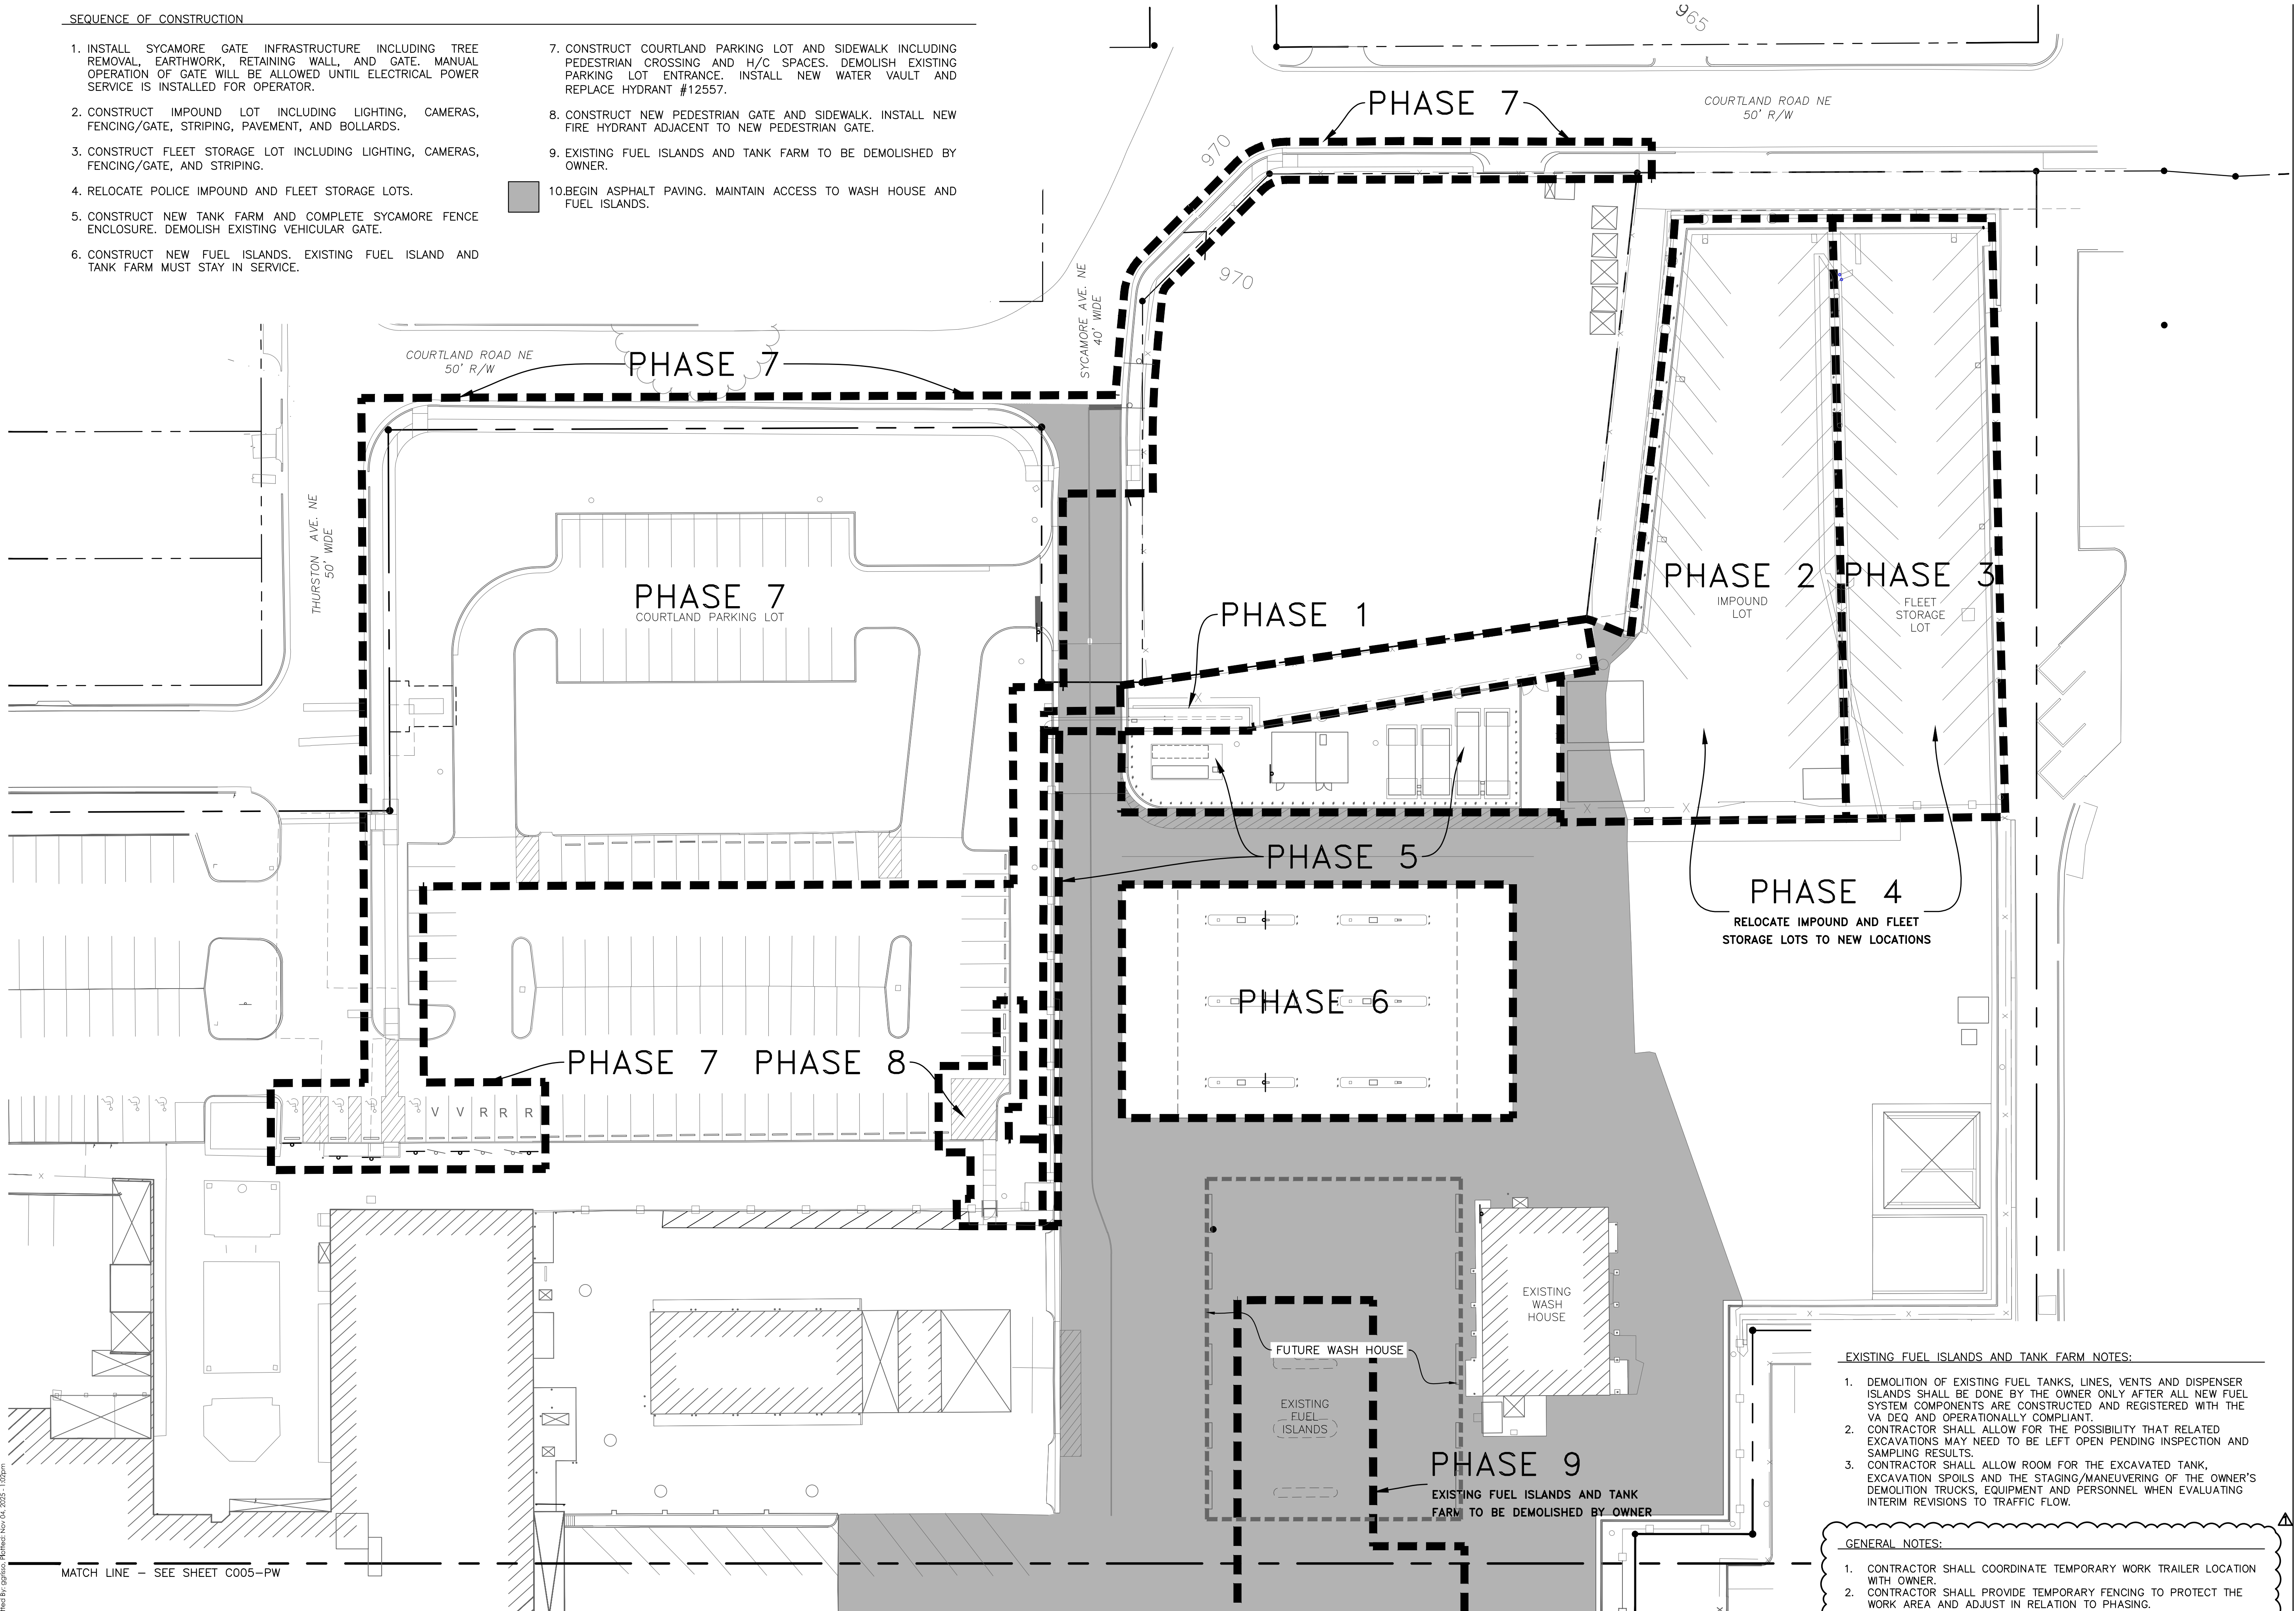 SEQUENCE OF CONSTRUCTION
1. INSTALL SYCAMORE GATE INFRASTRUCTURE INCLUDING TREE
REMOVAL, EARTHWORK, RETAINING WALL, AND GATE. MANUAL
OPERATION OF GATE WILL BE ALLOWED UNTIL ELECTRICAL POWER
SERVICE IS INSTALLED FOR OPERATOR.
2. CONSTRUCT IMPOUND LOT INCLUDING LIGHTING, CAMERAS,
FENCING/GATE, STRIPING, PAVEMENT, AND BOLLARDS.
3. CONSTRUCT FLEET STORAGE LOT INCLUDING LIGHTING, CAMERAS,
FENCING/GATE, AND STRIPING.
4. RELOCATE POLICE IMPOUND AND FLEET STORAGE LOTS.
5. CONSTRUCT NEW TANK FARM AND COMPLETE SYCAMORE FENCE
ENCLOSURE. DEMOLISH EXISTING VEHICULAR GATE.
6. CONSTRUCT NEW FUEL ISLANDS. EXISTING FUEL ISLAND AND
TANK FARM MUST STAY IN SERVICE.
7. CONSTRUCT COURTLAND PARKING LOT AND SIDEWALK INCLUDING
PEDESTRIAN CROSSING AND H/C SPACES. DEMOLISH EXISTING
PARKING LOT ENTRANCE. INSTALL NEW WATER VAULT AND
REPLACE HYDRANT #12557.
8. CONSTRUCT NEW PEDESTRIAN GATE AND SIDEWALK. INSTALL NEW
FIRE HYDRANT ADJACENT TO NEW PEDESTRIAN GATE.
9. EXISTING FUEL ISLANDS AND TANK FARM TO BE DEMOLISHED BY
OWNER.
10.BEGIN ASPHALT PAVING. MAINTAIN ACCESS TO WASH HOUSE AND
FUEL ISLANDS.
965
PHASE 7
COURTLAND ROAD NE
50' R/W
970
970
SYCAMORE AVE. NE
40' WIDE
COURTLAND ROAD NE
50' R/W
PHASE 7
THURSTON AVE. NE
50' WIDE
PHASE 7
COURTLAND PARKING LOT
PHASE 1
PHASE 2
IMPOUND
LOT
PHASE 3
FLEET
STORAGE
LOT
PHASE 5
PHASE 4
RELOCATE IMPOUND AND FLEET
STORAGE LOTS TO NEW LOCATIONS
PHASE 6
PHASE 7
PHASE 8
V V R R R
EXISTING
WASH
HOUSE
FUTURE WASH HOUSE
EXISTING
FUEL
ISLANDS
PHASE 9
EXISTING FUEL ISLANDS AND TANK
FARM TO BE DEMOLISHED BY OWNER
EXISTING FUEL ISLANDS AND TANK FARM NOTES:
1. DEMOLITION OF EXISTING FUEL TANKS, LINES, VENTS AND DISPENSER
ISLANDS SHALL BE DONE BY THE OWNER ONLY AFTER ALL NEW FUEL
SYSTEM COMPONENTS ARE CONSTRUCTED AND REGISTERED WITH THE
VA DEQ AND OPERATIONALLY COMPLIANT.
2. CONTRACTOR SHALL ALLOW FOR THE POSSIBILITY THAT RELATED
EXCAVATIONS MAY NEED TO BE LEFT OPEN PENDING INSPECTION AND
SAMPLING RESULTS.
3. CONTRACTOR SHALL ALLOW ROOM FOR THE EXCAVATED TANK,
EXCAVATION SPOILS AND THE STAGING/MANEUVERING OF THE OWNER'S
DEMOLITION TRUCKS, EQUIPMENT AND PERSONNEL WHEN EVALUATING
INTERIM REVISIONS TO TRAFFIC FLOW.
GENERAL NOTES:
1. CONTRACTOR SHALL COORDINATE TEMPORARY WORK TRAILER LOCATION
WITH OWNER.
2. CONTRACTOR SHALL PROVIDE TEMPORARY FENCING TO PROTECT THE
WORK AREA AND ADJUST IN RELATION TO PHASING.
MATCH LINE – SEE SHEET C005-PW
Plotted: Nov 04, 2025 - 1:02pm